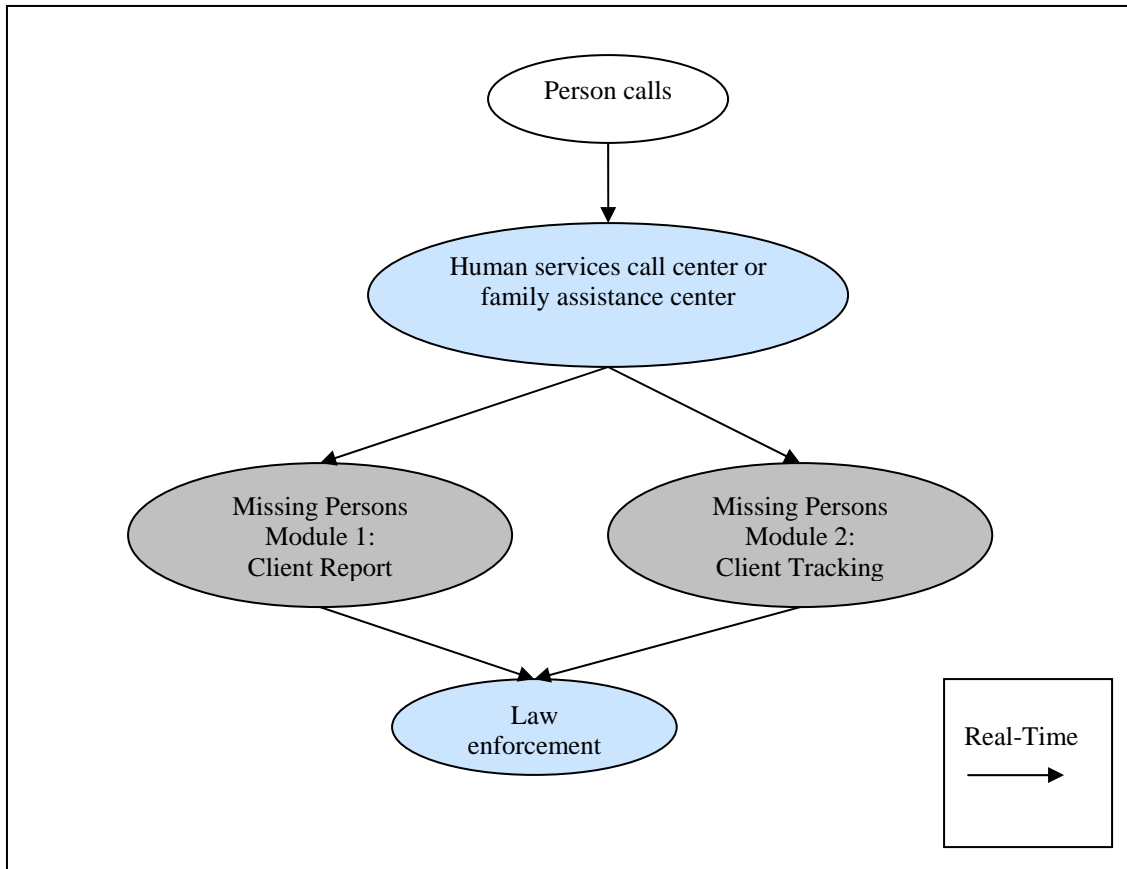 Person calls
Human services call center or
family assistance center
Missing Persons
Module 1:
Client Report
Missing Persons
Module 2:
Client Tracking
Law
enforcement
Real-Time